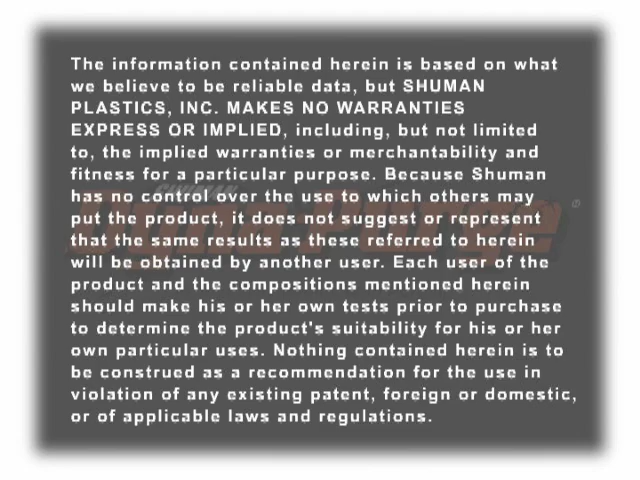 The information contained herein is based on what
we believe to be reliable data, but SHUMAN
PLASTICS, INC. MAKES NO WARRANTIES
EXPRESS OR IMPLIED, including, but not limited
to, the implied warranties or merchantability and
fitness for a particular purpose. Because Shuman
has no control over the use to which others may
put the product, it does not suggest or represent
that the same results as these referred to herein
will be obtained by another user. Each user of the
product and the compositions mentioned herein
should make his or her own tests prior to purchase
to determine the product's suitability for his or her
own particular uses. Nothing contained herein is to
be construed as a recommendation for the use in
violation of any existing patent, foreign or domestic,
or of applicable laws and regulations.
SHUMAN
Dyna-Purge ®